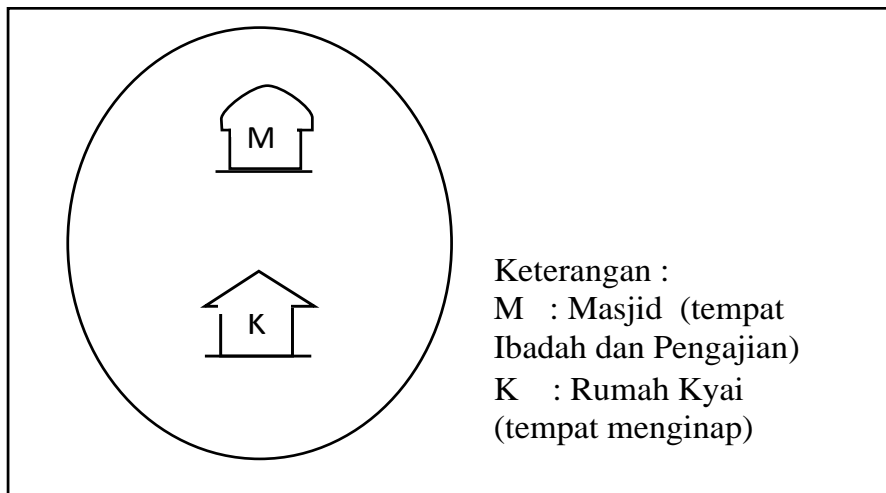 M
K
Keterangan :
M : Masjid (tempat
Ibadah dan Pengajian)
K : Rumah Kyai
(tempat menginap)